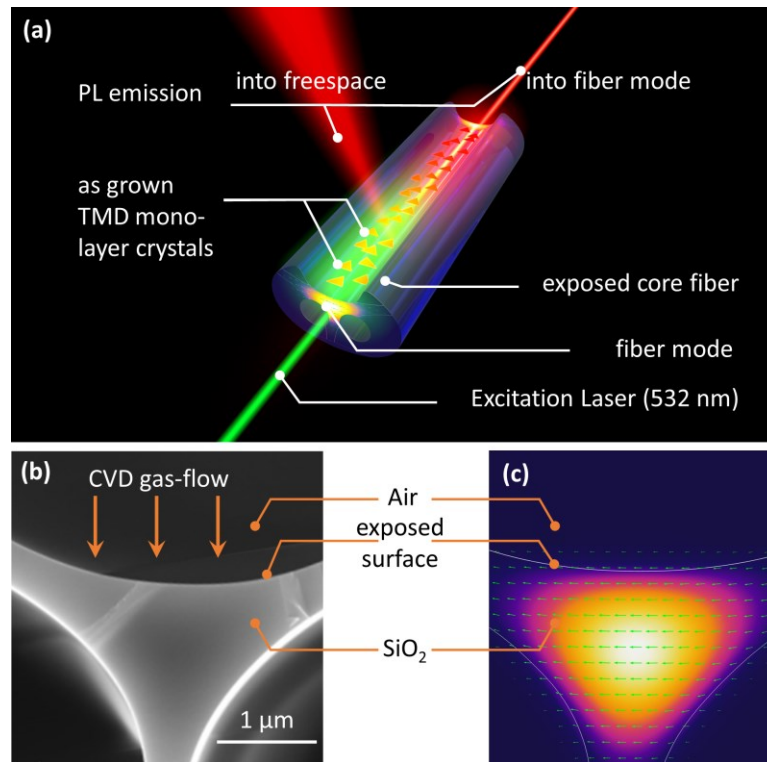 (a)
into freespace
into fiber mode
PL emission
as grown
TMD mono-
layer crystals
exposed core fiber
fiber mode
Excitation Laser (532 nm)
(b)
CVD gas-flow
(c)
Air
exposed
surface
SiO₂
1 µm